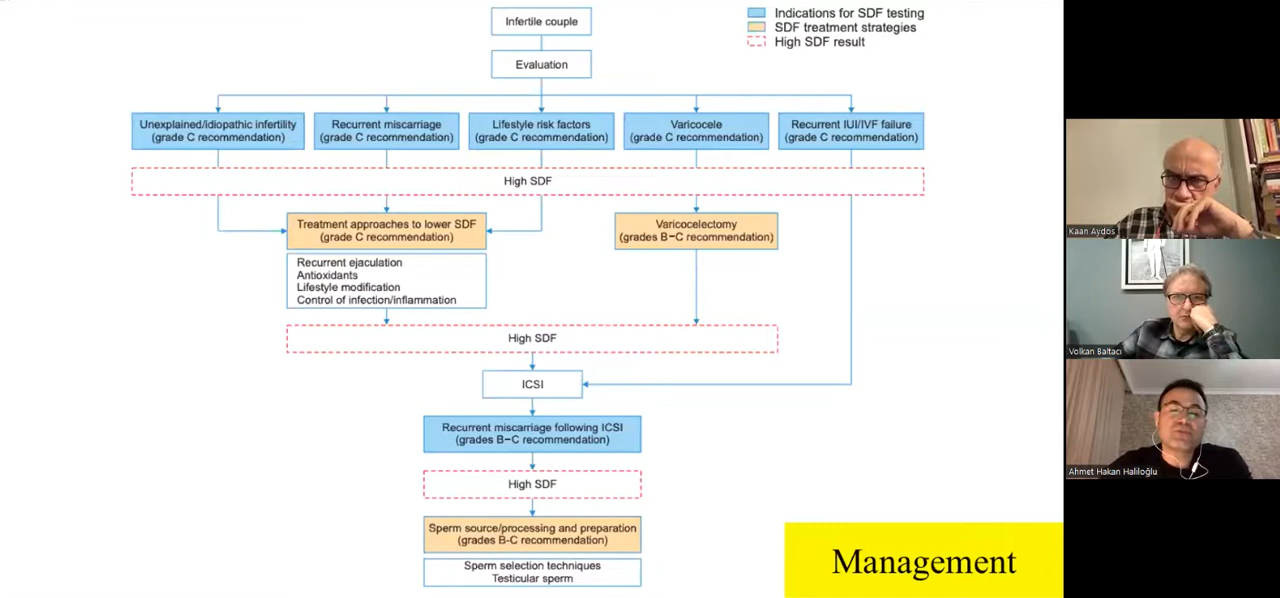 Infertile couple
Indications for SDF testing
SDF treatment strategies
High SDF result
Evaluation
Unexplained/idiopathic infertility
(grade C recommendation)
Recurrent miscarriage
(grade C recommendation)
Lifestyle risk factors
(grade C recommendation)
Varicocele
(grade C recommendation)
Recurrent IUI/IVF failure
(grade C recommendation)
High SDF
Treatment approaches to lower SDF
(grade C recommendation)
Varicocelectomy
(grades B−C recommendation)
Recurrent ejaculation
Antioxidants
Lifestyle modification
Control of infection/inflammation
High SDF
ICSI
Recurrent miscarriage following ICSI
(grades B−C recommendation)
High SDF
Sperm source/processing and preparation
(grades B-C recommendation)
Sperm selection techniques
Testicular sperm
Management
Kaan Aydos
Volkan Baltacı
Ahmet Hakan Haliloğlu